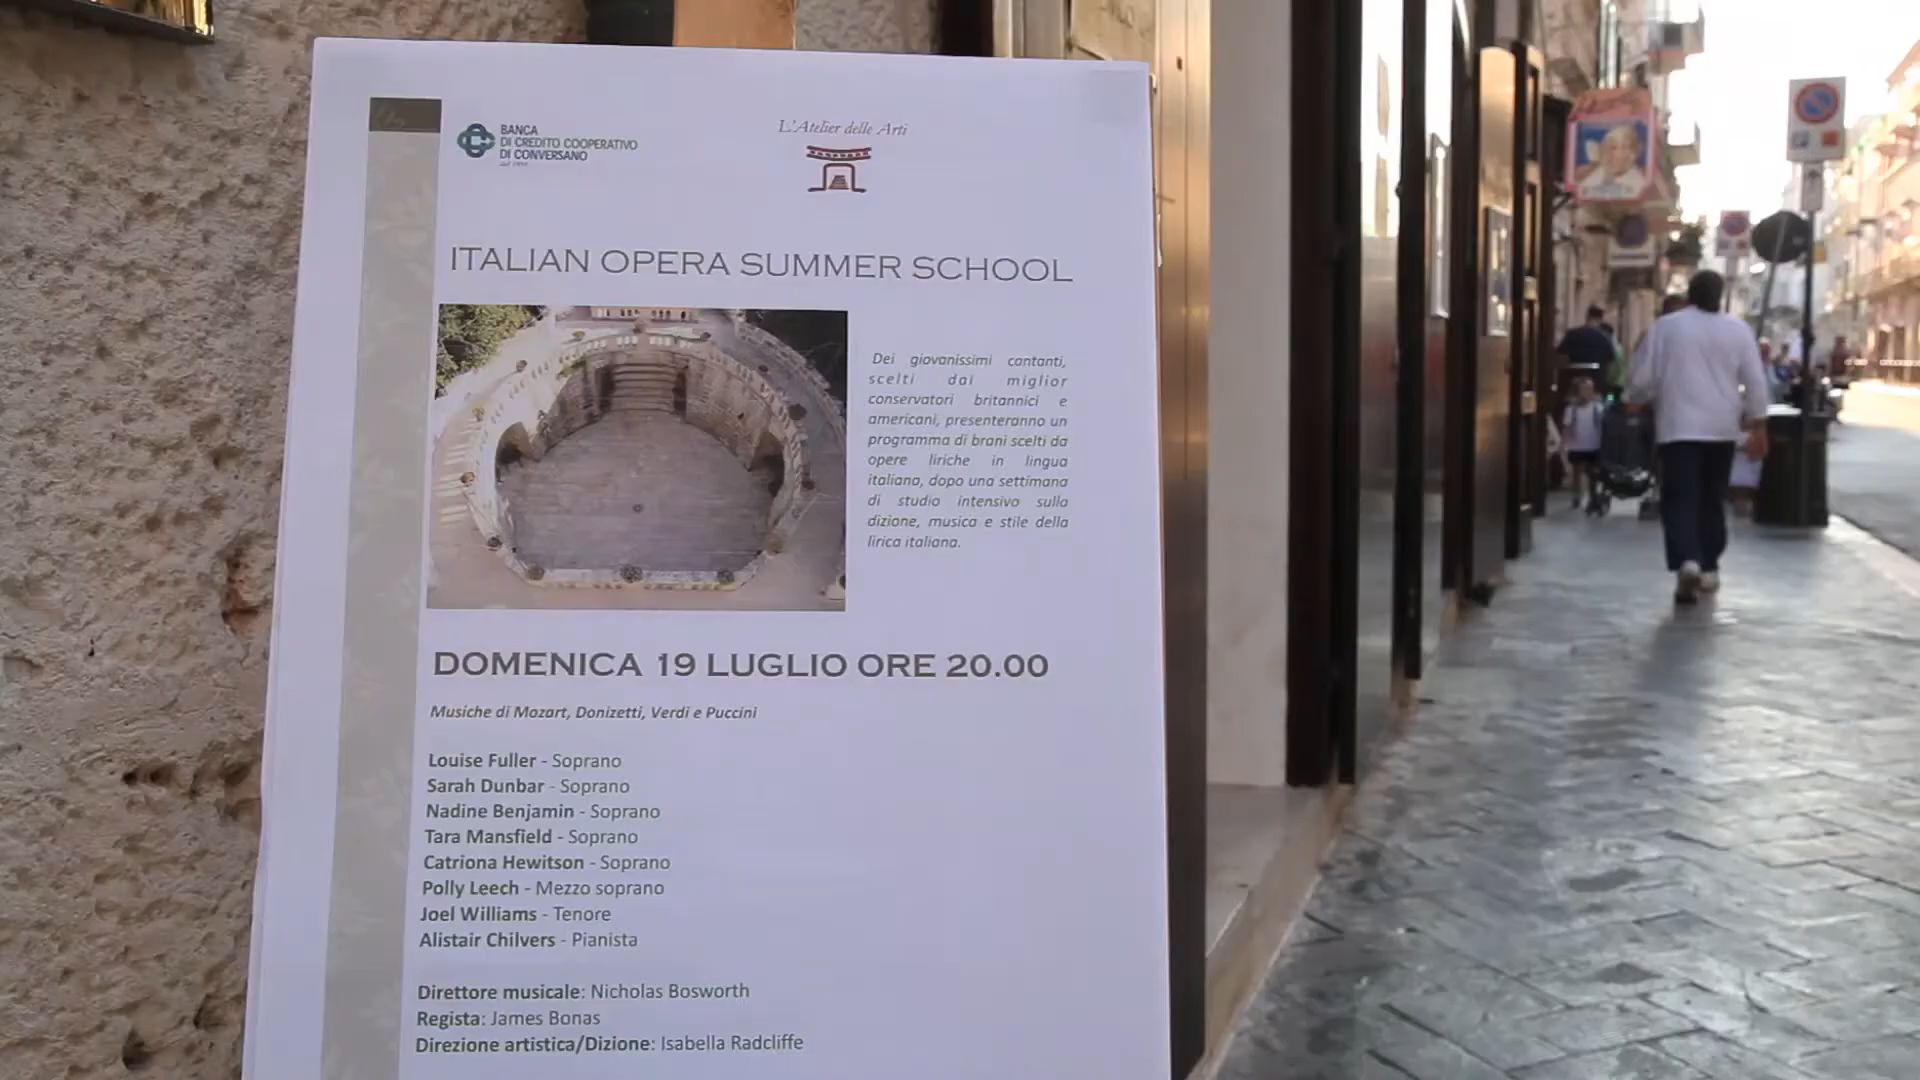 BANCA
DI CREDITO COOPERATIVO
DI CONVERSANO
L'Atelier delle Arti
ITALIAN OPERA SUMMER SCHOOL
Dei giovanissimi cantanti,
scelti dai miglior
conservatori britannici e
americani, presenteranno un
programma di brani scelti da
opere liriche in lingua
italiana, dopo una settimana
di studio intensivo sulla
dizione, musica e stile della
lirica italiana.
DOMENICA 19 LUGLIO ORE 20.00
Musiche di Mozart, Donizetti, Verdi e Puccini
Louise Fuller - Soprano
Sarah Dunbar - Soprano
Nadine Benjamin - Soprano
Tara Mansfield - Soprano
Catriona Hewitson - Soprano
Polly Leech - Mezzo soprano
Joel Williams - Tenore
Alistair Chilvers - Pianista
Direttore musicale: Nicholas Bosworth
Regista: James Bonas
Direzione artistica/Dizione: Isabella Radcliffe